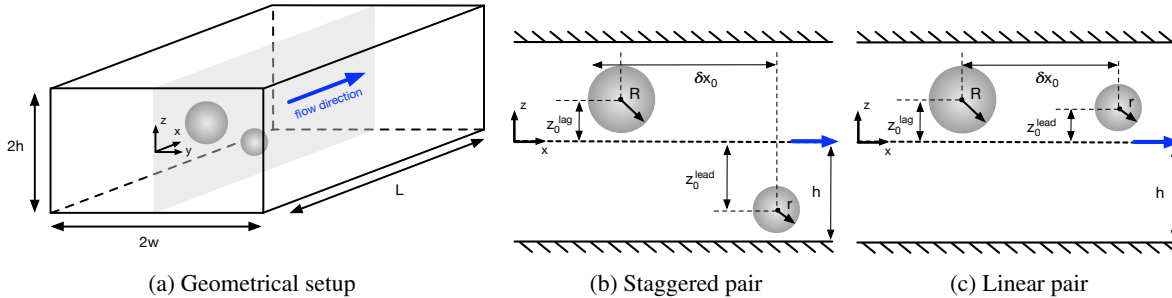 2h
z
x
y
flow direction
L
2w
(a) Geometrical setup
δx₀
R
z
z₀ˡᵃᵍ
x
z₀ˡᵉᵃᵈ
h
r
(b) Staggered pair
δx₀
R
r
z
z₀ˡᵃᵍ
z₀ˡᵉᵃᵈ
x
h
(c) Linear pair